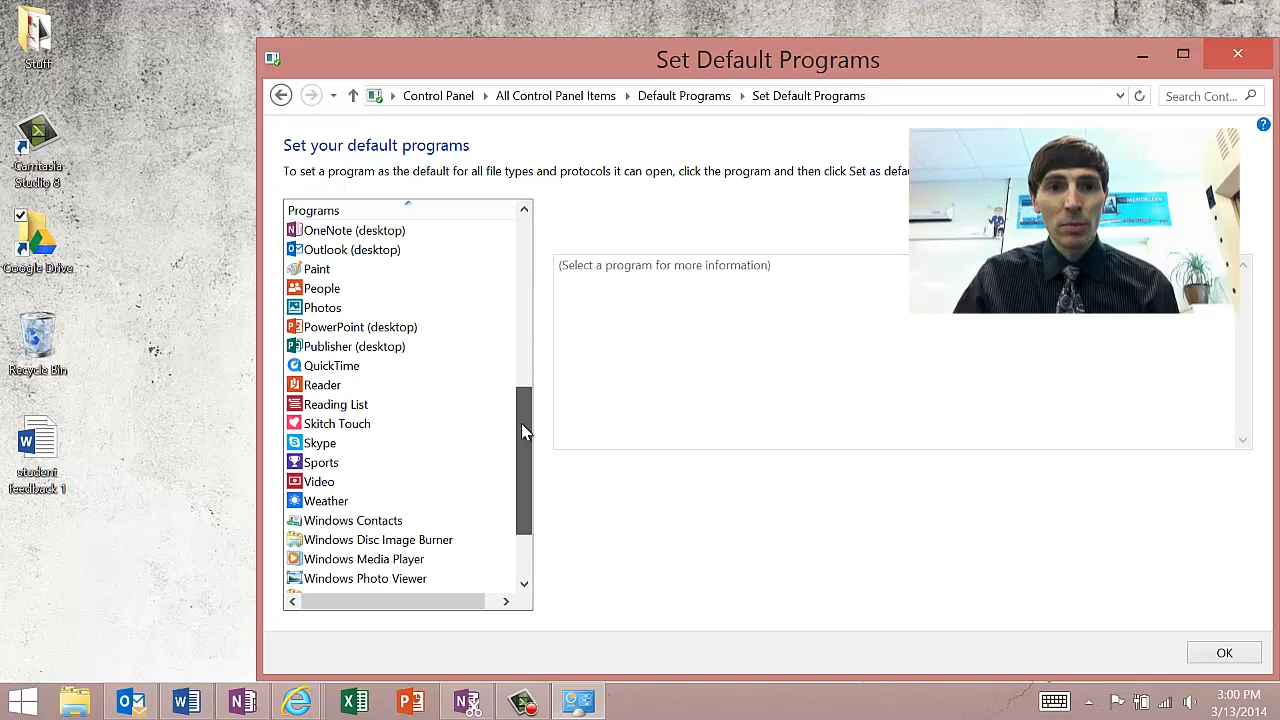 Stuff
Camtasia
Studio 8
Google Drive
Recycle Bin
student
feedback 1
Set Default Programs
Control Panel
All Control Panel Items
Default Programs
Set Default Programs
Search Cont...
Set your default programs
To set a program as the default for all file types and protocols it can open, click the program and then click Set as defau
Programs
OneNote (desktop)
Outlook (desktop)
Paint
People
Photos
PowerPoint (desktop)
Publisher (desktop)
QuickTime
Reader
Reading List
Skitch Touch
Skype
Sports
Video
Weather
Windows Contacts
Windows Disc Image Burner
Windows Media Player
Windows Photo Viewer
(Select a program for more information)
OK
3:00 PM
3/13/2014